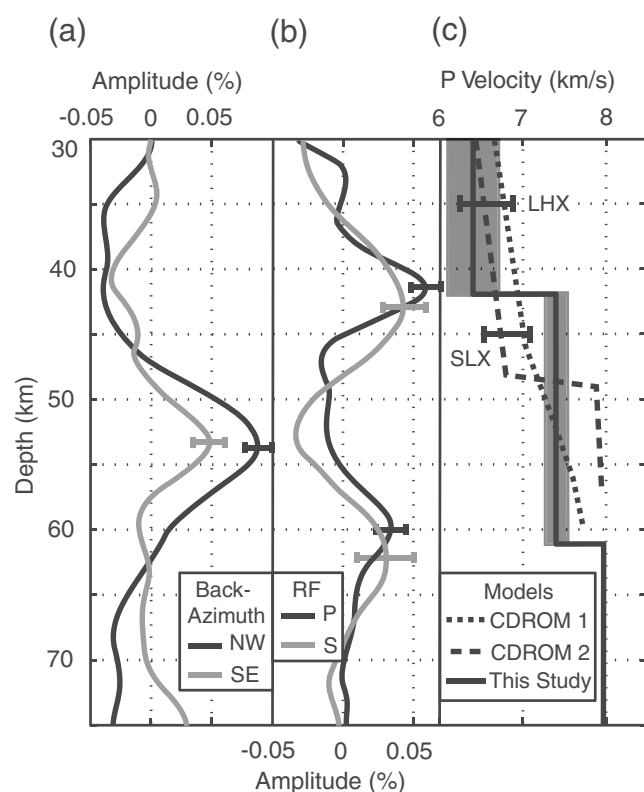 (a) (b) (c)
Amplitude (%) P Velocity (km/s)
-0.05 0 0.05 6 7 8
30
LHX
40
SLX
50
Depth (km)
60
Back-
Azimuth
NW
SE
RF
P
S
Models
CDROM 1
CDROM 2
This Study
70
-0.05 0 0.05
Amplitude (%)